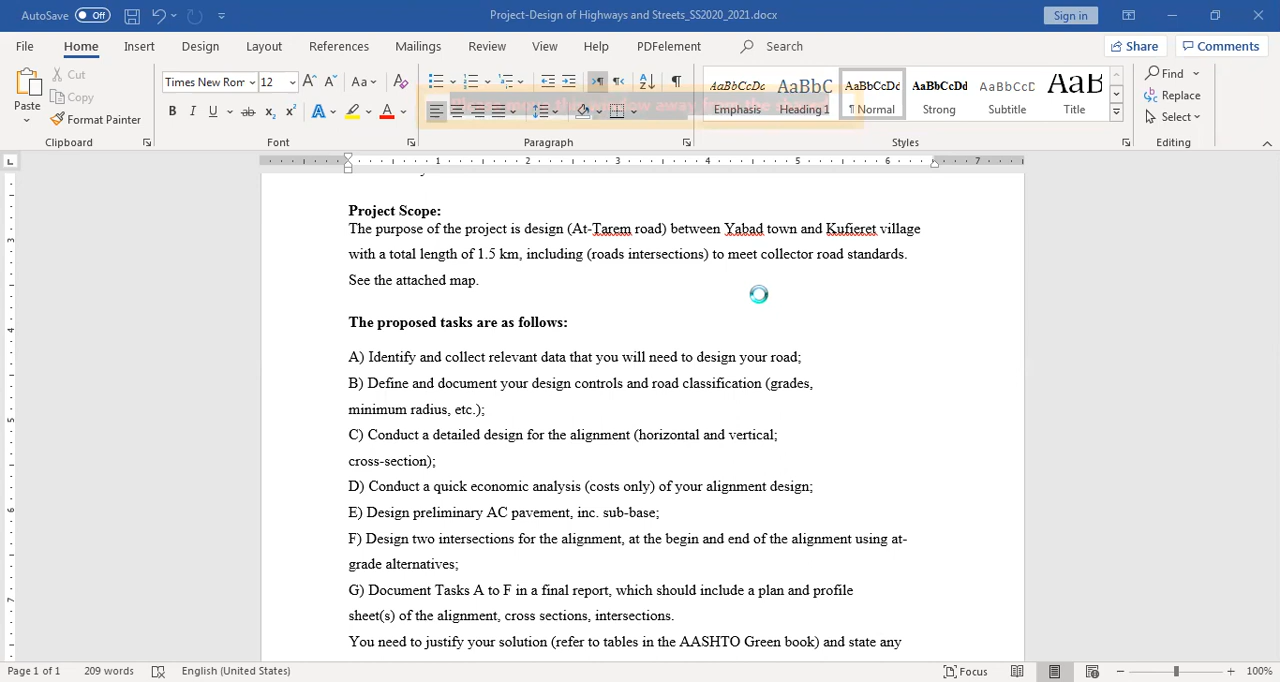 AutoSave Off Project-Design of Highways and Streets_SS2020_2021.docx Sign in
File Home Insert Design Layout References Mailings Review View Help PDFelement Search Share Comments
Paste Cut Copy Format Painter
Times New Rom 12
Clipboard Font Paragraph Styles Editing
AaBbCcDc AaBbC AaBbCcDc AaBbCcDd AaBbCcD AaB
Emphasis Heading 1 ¶ Normal Strong Subtitle Title
Find
Replace
Select
1 2 3 4 5 6 7
Project Scope:
The purpose of the project is design (At-Tarem road) between Yabad town and Kufieret village
with a total length of 1.5 km, including (roads intersections) to meet collector road standards.
See the attached map.
The proposed tasks are as follows:
A) Identify and collect relevant data that you will need to design your road;
B) Define and document your design controls and road classification (grades,
minimum radius, etc.);
C) Conduct a detailed design for the alignment (horizontal and vertical;
cross-section);
D) Conduct a quick economic analysis (costs only) of your alignment design;
E) Design preliminary AC pavement, inc. sub-base;
F) Design two intersections for the alignment, at the begin and end of the alignment using at-
grade alternatives;
G) Document Tasks A to F in a final report, which should include a plan and profile
sheet(s) of the alignment, cross sections, intersections.
You need to justify your solution (refer to tables in the AASHTO Green book) and state any
Page 1 of 1 209 words English (United States) Focus 100%